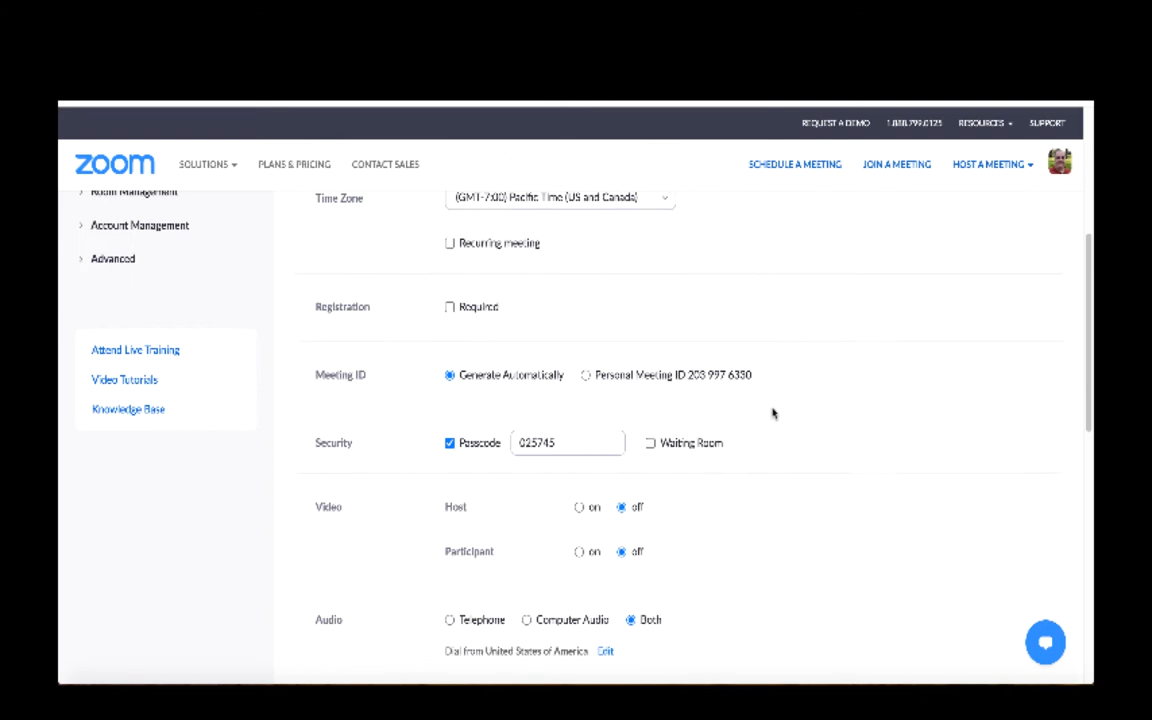 REQUEST A DEMO 1.888.799.0125 RESOURCES SUPPORT
zoom SOLUTIONS PLANS & PRICING CONTACT SALES SCHEDULE A MEETING JOIN A MEETING HOST A MEETING
Room Management
Time Zone (GMT-7:00) Pacific Time (US and Canada)
Account Management
Recurring meeting
Advanced
Registration Required
Attend Live Training
Meeting ID Generate Automatically Personal Meeting ID 203 997 6330
Video Tutorials
Knowledge Base
Security Passcode 025745 Waiting Room
Video Host on off
Participant on off
Audio Telephone Computer Audio Both
Dial from United States of America Edit